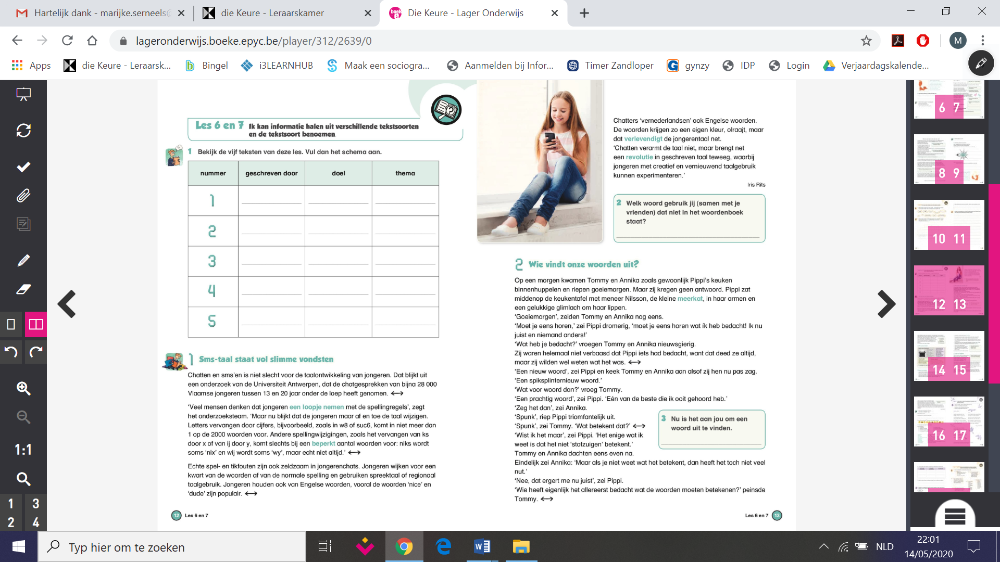 Hartelijk dank - marijke.serneels@
die Keure - Leraarskamer
boek e
Die Keure - Lager Onderwijs
lageronderwijs.boeke.epyc.be/player/312/2639/0
M
Apps
die Keure - Leraarsk...
Bingel
i3LEARNHUB
Maak een sociogra...
Aanmelden bij Infor...
Timer Zandloper
gynzy
IDP
Login
Verjaardagskalende...
Les 6 en 7 Ik kan informatie halen uit verschillende tekstsoorten
en de tekstsoort benoemen.
1 Bekijk de vijf teksten van deze les. Vul dan het schema aan.
nummer geschreven door doel thema
1
2
3
4
5
1 Sms-taal staat vol slimme vondsten
Chatten en sms'en is niet slecht voor de taalontwikkeling van jongeren. Dat blijkt uit
een onderzoek van de Universiteit Antwerpen, dat de chatgesprekken van bijna 28 000
Vlaamse jongeren tussen 13 en 20 jaar onder de loep heeft genomen. ⟷
‘Veel mensen denken dat jongeren een loopje nemen met de spellingregels’, zegt
het onderzoeksteam. ‘Maar nu blijkt dat de jongeren maar af en toe de taal wijzigen.
Letters vervangen door cijfers, bijvoorbeeld, zoals in w8 of suc6, komt in niet meer dan
1 op de 2000 woorden voor. Andere spellingwijzigingen, zoals het vervangen van ks
door x of van ij door y, komt slechts bij een beperkt aantal woorden voor: niks wordt
soms ‘nix’ en wij wordt soms ‘wy’, maar echt niet altijd.’ ⟷
Echte spel- en tikfouten zijn ook zeldzaam in jongerenchats. Jongeren wijken voor een
kwart van de woorden af van de normale spelling en gebruiken spreektaal of regionaal
taalgebruik. Jongeren houden ook van Engelse woorden, vooral de woorden ‘nice’ en
‘dude’ zijn populair. ⟷
12 Les 6 en 7
Chatters ‘vernederlandsen’ ook Engelse woorden.
De woorden krijgen zo een eigen kleur, olraajt, maar
dat verlevendigt de jongerentaal net.
‘Chatten verarmt de taal niet, maar brengt net
een revolutie in geschreven taal teweeg, waarbij
jongeren met creatief en vernieuwend taalgebruik
kunnen experimenteren.’
Iris Rits
2 Welk woord gebruik jij (samen met je
vrienden) dat niet in het woordenboek
staat?
2 Wie vindt onze woorden uit?
Op een morgen kwamen Tommy en Annika zoals gewoonlijk Pippi's keuken
binnenhuppelen en riepen goeiemorgen. Maar zij kregen geen antwoord. Pippi zat
middenop de keukentafel met meneer Nilsson, de kleine meerkat, in haar armen en
een gelukkige glimlach om haar lippen.
‘Goeiemorgen’, zeiden Tommy en Annika nog eens.
‘Moet je eens horen,’ zei Pippi dromerig, ‘moet je eens horen wat ík heb bedacht! Ik nu
juist en niemand anders!’
‘Wat heb je bedacht?’ vroegen Tommy en Annika nieuwsgierig.
Zij waren helemaal niet verbaasd dat Pippi iets had bedacht, want dat deed ze altijd,
maar zij wilden wel weten wat het was. ⟷
‘Een nieuw woord’, zei Pippi en keek Tommy en Annika aan alsof zij hen nu pas zag.
‘Een spiksplinternieuw woord.’
‘Wat voor woord dan?’ vroeg Tommy.
‘Een prachtig woord’, zei Pippi. ‘Eén van de beste die ik ooit gehoord heb.’
‘Zeg het dan’, zei Annika.
‘Spunk’, riep Pippi triomfantelijk uit.
‘Spunk’, zei Tommy. ‘Wat betekent dat?’ ⟷
‘Wist ik het maar’, zei Pippi. ‘Het enige wat ik
weet is dat het niet ‘stofzuigen’ betekent.’
Tommy en Annika dachten eens even na.
Eindelijk zei Annika: ‘Maar als je niet weet wat het betekent, dan heeft het toch niet veel
nut.’
‘Nee, dat ergert me nu juist’, zei Pippi.
‘Wie heeft eigenlijk het allereerst bedacht wat de woorden moeten betekenen?’ peinsde
Tommy. ⟷
3 Nu is het aan jou om een
woord uit te vinden.
Les 6 en 7 13
1:1
1 3
2 4
6 7
8 9
10 11
12 13
14 15
16 17
Typ hier om te zoeken
NLD
22:01
14/05/2020